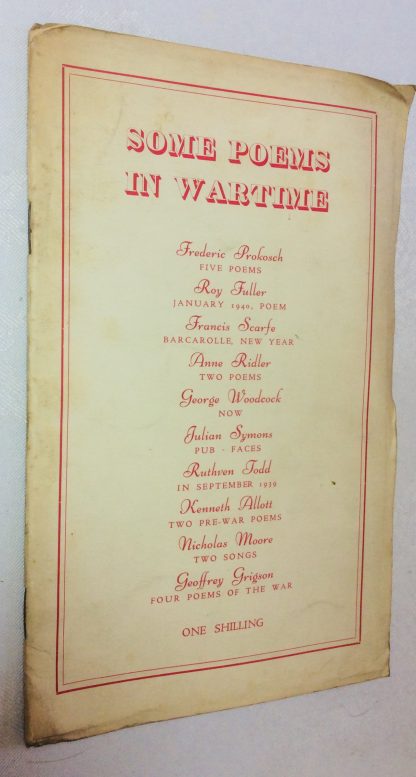 SOME POEMS
IN WARTIME
Frederic Prokosch
FIVE POEMS
Roy Fuller
JANUARY 1940, POEM
Francis Scarfe
BARCAROLLE, NEW YEAR
Anne Ridler
TWO POEMS
George Woodcock
NOW
Julian Symons
PUB - FACES
Ruthven Todd
IN SEPTEMBER 1939
Kenneth Allott
TWO PRE-WAR POEMS
Nicholas Moore
TWO SONGS
Geoffrey Grigson
FOUR POEMS OF THE WAR
ONE SHILLING